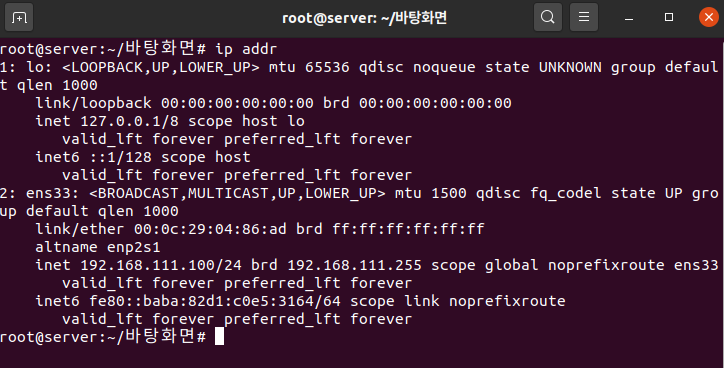 root@server: ~/바탕화면
root@server:~/바탕화면# ip addr
1: lo: <LOOPBACK,UP,LOWER_UP> mtu 65536 qdisc noqueue state UNKNOWN group defaul
t qlen 1000
    link/loopback 00:00:00:00:00:00 brd 00:00:00:00:00:00
    inet 127.0.0.1/8 scope host lo
       valid_lft forever preferred_lft forever
    inet6 ::1/128 scope host
       valid_lft forever preferred_lft forever
2: ens33: <BROADCAST,MULTICAST,UP,LOWER_UP> mtu 1500 qdisc fq_codel state UP gro
up default qlen 1000
    link/ether 00:0c:29:04:86:ad brd ff:ff:ff:ff:ff:ff
    altname enp2s1
    inet 192.168.111.100/24 brd 192.168.111.255 scope global noprefixroute ens33
       valid_lft forever preferred_lft forever
    inet6 fe80::baba:82d1:c0e5:3164/64 scope link noprefixroute
       valid_lft forever preferred_lft forever
root@server:~/바탕화면#